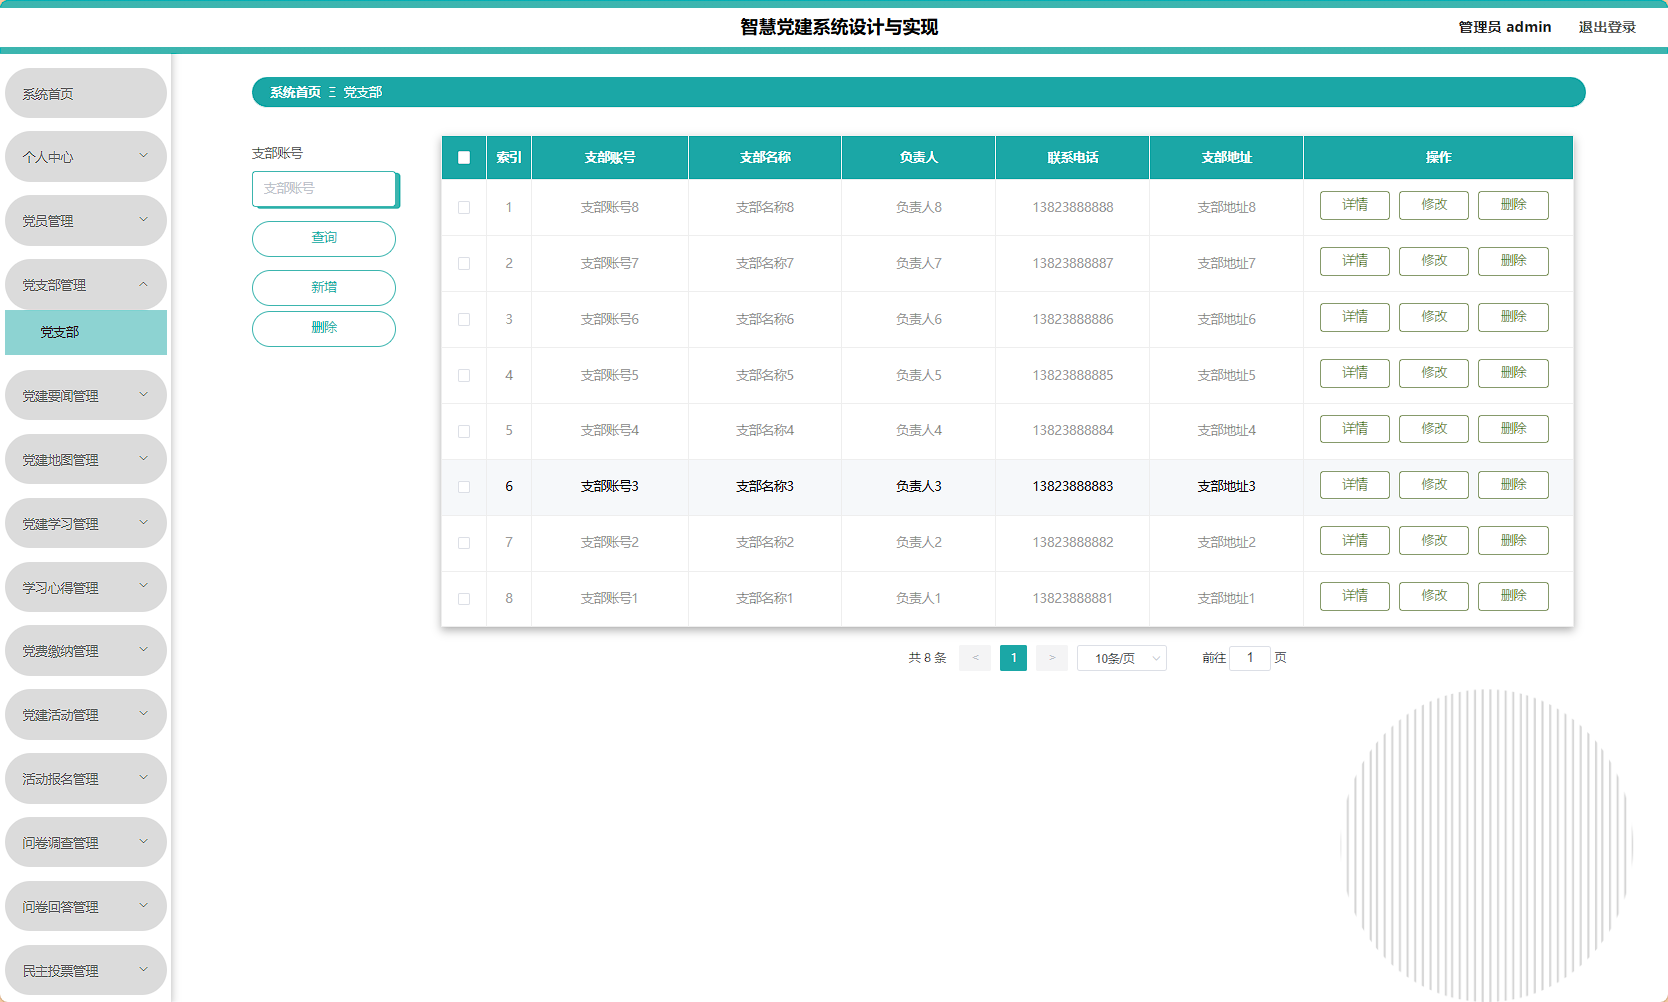 智慧党建系统设计与实现
管理员 admin
退出登录
系统首页
个人中心
党员管理
党支部管理
党支部
党建要闻管理
党建地图管理
党建学习管理
学习心得管理
党费缴纳管理
党建活动管理
活动报名管理
问卷调查管理
问卷回答管理
民主投票管理
系统首页 Ξ 党支部
支部账号
支部账号
查询
新增
删除
索引 支部账号 支部名称 负责人 联系电话 支部地址 操作
1 支部账号8 支部名称8 负责人8 13823888888 支部地址8 详情 修改 删除
2 支部账号7 支部名称7 负责人7 13823888887 支部地址7 详情 修改 删除
3 支部账号6 支部名称6 负责人6 13823888886 支部地址6 详情 修改 删除
4 支部账号5 支部名称5 负责人5 13823888885 支部地址5 详情 修改 删除
5 支部账号4 支部名称4 负责人4 13823888884 支部地址4 详情 修改 删除
6 支部账号3 支部名称3 负责人3 13823888883 支部地址3 详情 修改 删除
7 支部账号2 支部名称2 负责人2 13823888882 支部地址2 详情 修改 删除
8 支部账号1 支部名称1 负责人1 13823888881 支部地址1 详情 修改 删除
共 8 条 < 1 > 10条/页 前往 1 页